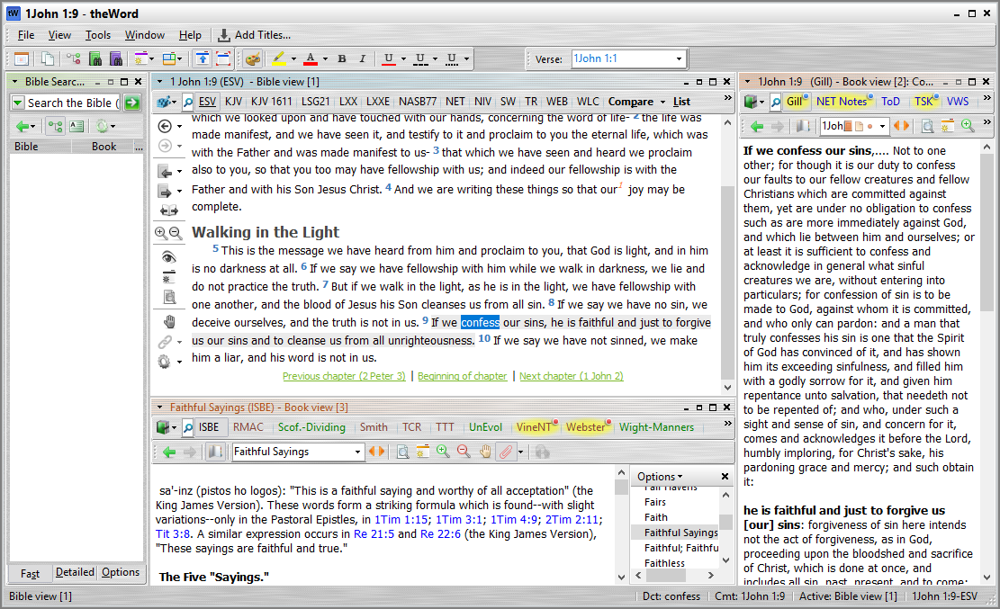 1John 1:9 - theWord
File View Tools Window Help Add Titles...
A B I U U U Verse: 1John 1:1
Bible Searc...
Search the Bible (
Bible Book ...
Fast Detailed Options
1 John 1:9 (ESV) - Bible view [1]
ESV KJV KJV 1611 LSG21 LXX LXXE NASB77 NET NIV SW TR WEB WLC Compare List
which we looked upon and have touched with our hands, concerning the word of life- 2 the life was
made manifest, and we have seen it, and testify to it and proclaim to you the eternal life, which was
with the Father and was made manifest to us- 3 that which we have seen and heard we proclaim
also to you, so that you too may have fellowship with us; and indeed our fellowship is with the
Father and with his Son Jesus Christ. 4 And we are writing these things so that our1 joy may be
complete.
Walking in the Light
5 This is the message we have heard from him and proclaim to you, that God is light, and in him
is no darkness at all. 6 If we say we have fellowship with him while we walk in darkness, we lie and
do not practice the truth. 7 But if we walk in the light, as he is in the light, we have fellowship with
one another, and the blood of Jesus his Son cleanses us from all sin. 8 If we say we have no sin, we
deceive ourselves, and the truth is not in us. 9 If we confess our sins, he is faithful and just to forgive
us our sins and to cleanse us from all unrighteousness. 10 If we say we have not sinned, we make
him a liar, and his word is not in us.
Previous chapter (2 Peter 3) | Beginning of chapter | Next chapter (1 John 2)
Faithful Sayings (ISBE) - Book view [3]
ISBE RMAC Scof.-Dividing Smith TCR TTT UnEvol VineNT Webster Wight-Manners
Faithful Sayings
sa'-inz (pistos ho logos): "This is a faithful saying and worthy of all acceptation" (the
King James Version). These words form a striking formula which is found--with slight
variations--only in the Pastoral Epistles, in 1Tim 1:15; 1Tim 3:1; 1Tim 4:9; 2Tim 2:11;
Tit 3:8. A similar expression occurs in Re 21:5 and Re 22:6 (the King James Version),
"These sayings are faithful and true."
The Five "Sayings."
Options
Fair Havens
Fairs
Faith
Faithful Sayings
Faithful; Faithfu
Faithless
1John 1:9 (Gill) - Book view [2]: Co...
Gill NET Notes ToD TSK VWS
1Joh
If we confess our sins,.... Not to one
other; for though it is our duty to confess
our faults to our fellow creatures and fellow
Christians which are committed against
them, yet are under no obligation to confess
such as are more immediately against God,
and which lie between him and ourselves; or
at least it is sufficient to confess and
acknowledge in general what sinful
creatures we are, without entering into
particulars; for confession of sin is to be
made to God, against whom it is committed,
and who only can pardon: and a man that
truly confesses his sin is one that the Spirit
of God has convinced of it, and has shown
him its exceeding sinfulness, and filled him
with a godly sorrow for it, and given him
repentance unto salvation, that needeth not
to be repented of; and who, under such a
sight and sense of sin, and concern for it,
comes and acknowledges it before the Lord,
humbly imploring, for Christ's sake, his
pardoning grace and mercy; and such obtain
it:
he is faithful and just to forgive us
[our] sins: forgiveness of sin here intends
not the act of forgiveness, as in God,
proceeding upon the bloodshed and sacrifice
of Christ, which is done at once, and
includes all sin, past, present, and to come;
Bible view [1] Dct: confess Cmt: 1John 1:9 Active: Bible view [1] 1John 1:9-ESV